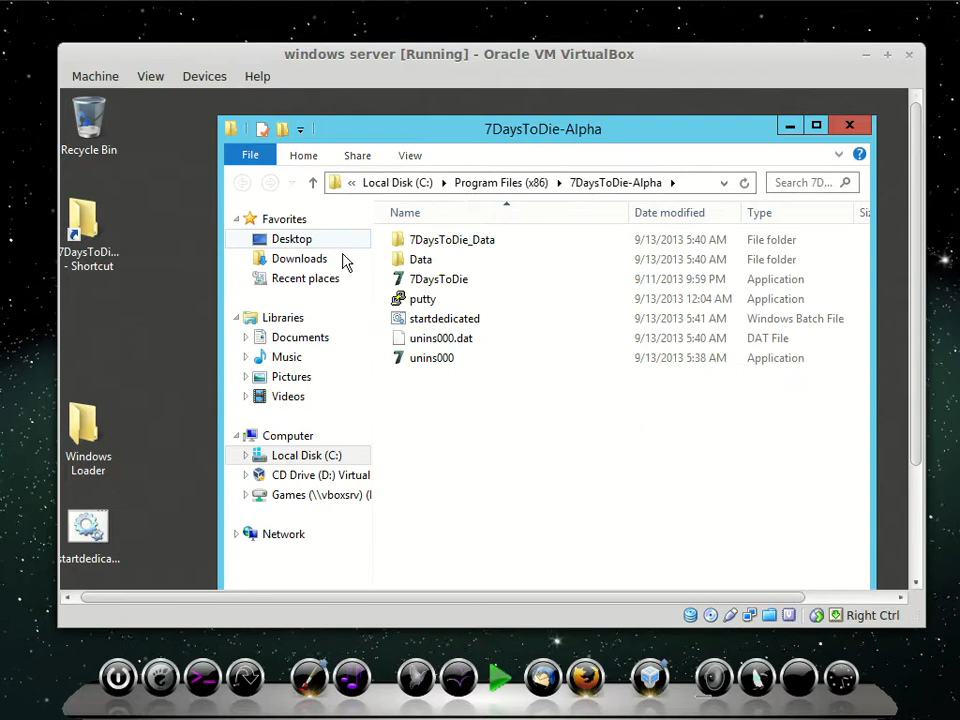 windows server [Running] - Oracle VM VirtualBox
Machine View Devices Help
Recycle Bin
7DaysToDi...
- Shortcut
Windows
Loader
startdedica...
7DaysToDie-Alpha
File Home Share View
« Local Disk (C:) Program Files (x86) 7DaysToDie-Alpha
Search 7D...
Favorites
Desktop
Downloads
Recent places
Libraries
Documents
Music
Pictures
Videos
Computer
Local Disk (C:)
CD Drive (D:) Virtual
Games (\\vboxsrv) (
Network
Name Date modified Type Si
7DaysToDie_Data 9/13/2013 5:40 AM File folder
Data 9/13/2013 5:40 AM File folder
7DaysToDie 9/11/2013 9:59 PM Application
putty 9/13/2013 12:04 AM Application
startdedicated 9/13/2013 5:41 AM Windows Batch File
unins000.dat 9/13/2013 5:40 AM DAT File
unins000 9/13/2013 5:38 AM Application
Right Ctrl